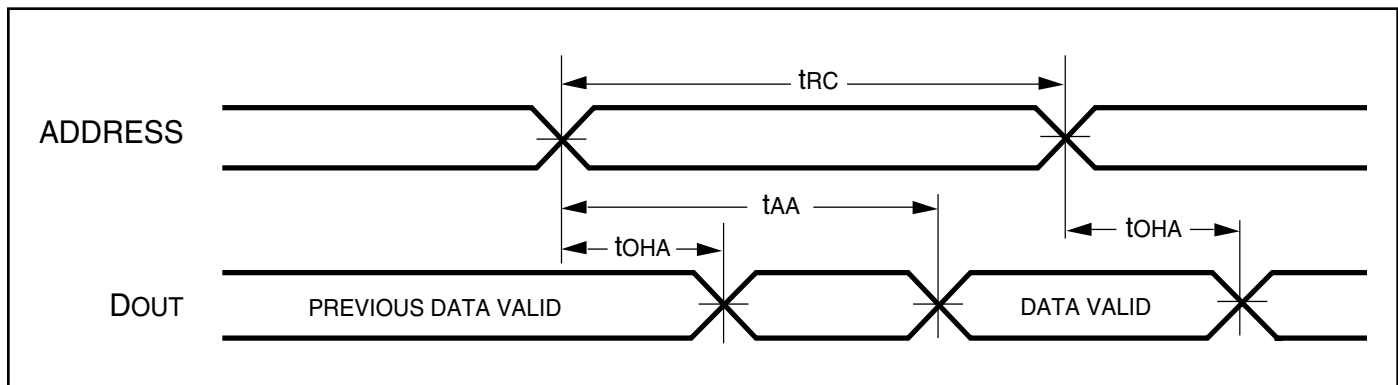 tRC
ADDRESS
tAA
tOHA
tOHA
DOUT
PREVIOUS DATA VALID
DATA VALID